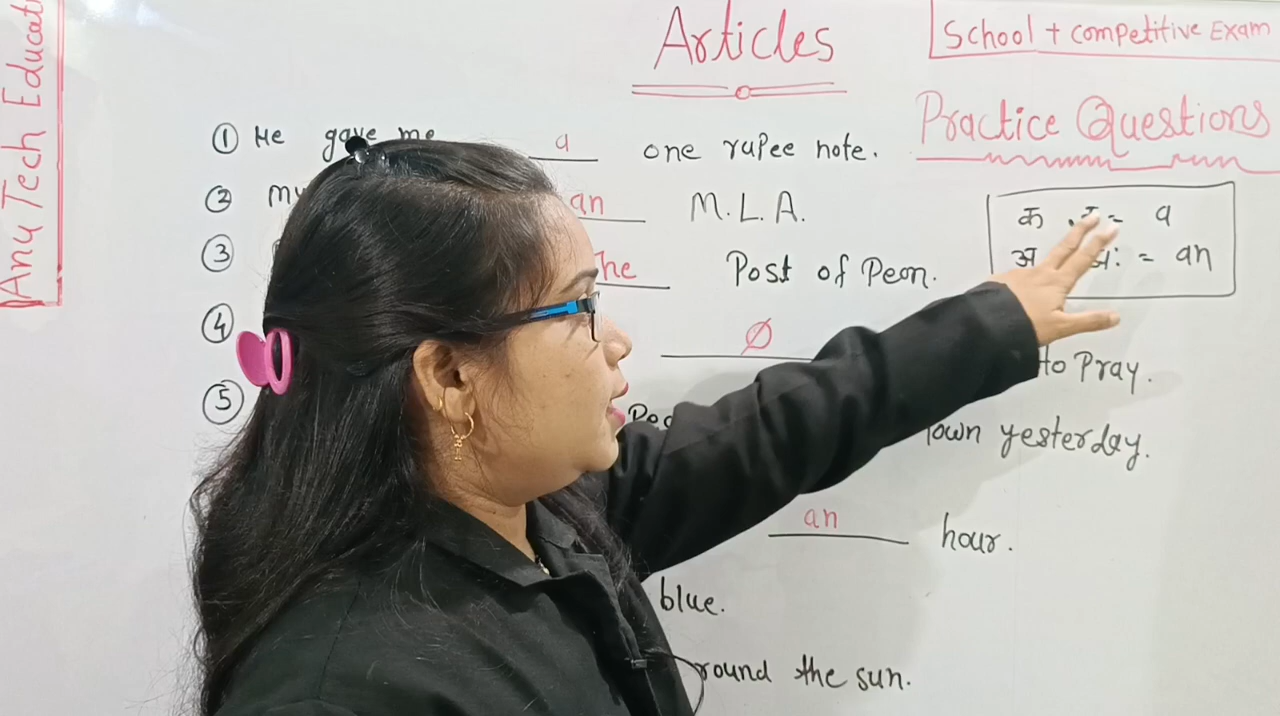 Anu Tech Educat
Articles
School + competitive Exam
Practice Questions
① He gave me a one rupee note.
② My an M.L.A.
③ The Post of Peon.
④ Ø to Pray.
⑤ Town yesterday.
an hour.
blue.
round the sun.
क = a
अ अः = an